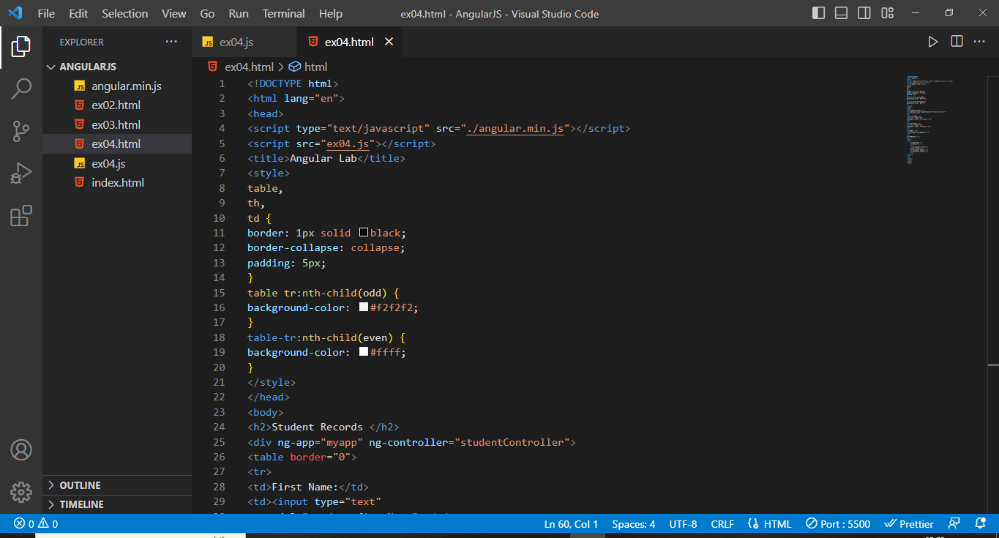 File Edit Selection View Go Run Terminal Help ex04.html - AngularJS - Visual Studio Code
EXPLORER
ANGULARJS
JS angular.min.js
ex02.html
ex03.html
ex04.html
JS ex04.js
index.html
OUTLINE
TIMELINE
JS ex04.js ex04.html
ex04.html > html
1 <!DOCTYPE html>
2 <html lang="en">
3 <head>
4 <script type="text/javascript" src="./angular.min.js"></script>
5 <script src="ex04.js"></script>
6 <title>Angular Lab</title>
7 <style>
8 table,
9 th,
10 td {
11 border: 1px solid black;
12 border-collapse: collapse;
13 padding: 5px;
14 }
15 table tr:nth-child(odd) {
16 background-color: #f2f2f2;
17 }
18 table-tr:nth-child(even) {
19 background-color: #ffff;
20 }
21 </style>
22 </head>
23 <body>
24 <h2>Student Records </h2>
25 <div ng-app="myapp" ng-controller="studentController">
26 <table border="0">
27 <tr>
28 <td>First Name:</td>
29 <td><input type="text"
0 0 Ln 60, Col 1 Spaces: 4 UTF-8 CRLF HTML Port : 5500 Prettier